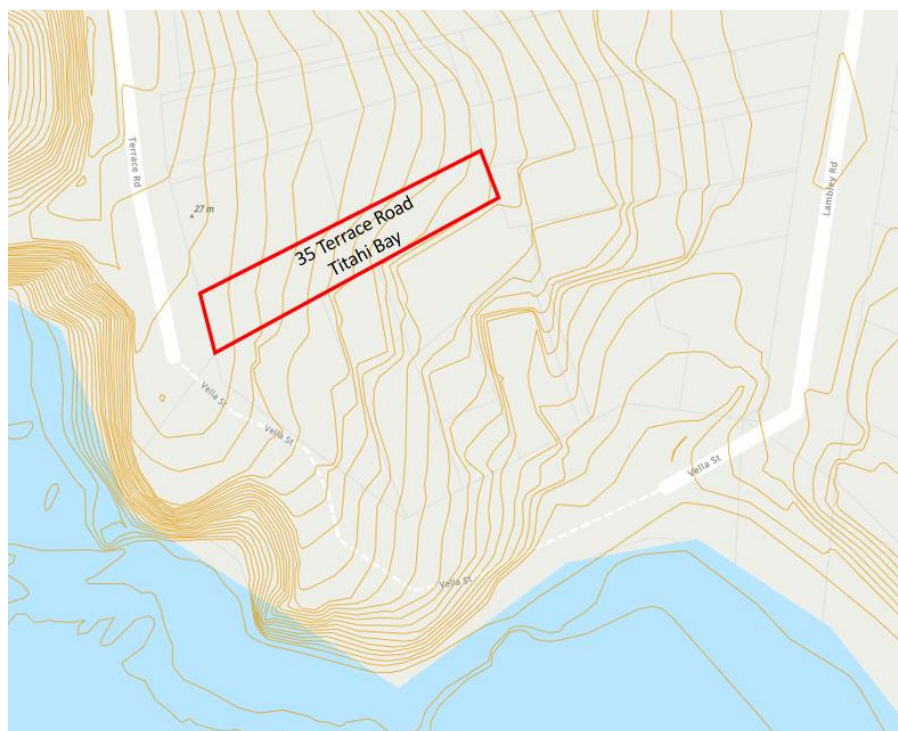 Terrace Rd
27 m
35 Terrace Road
Titahi Bay
Lambley Rd
Vella St
Vella St
Vella St
Vella St